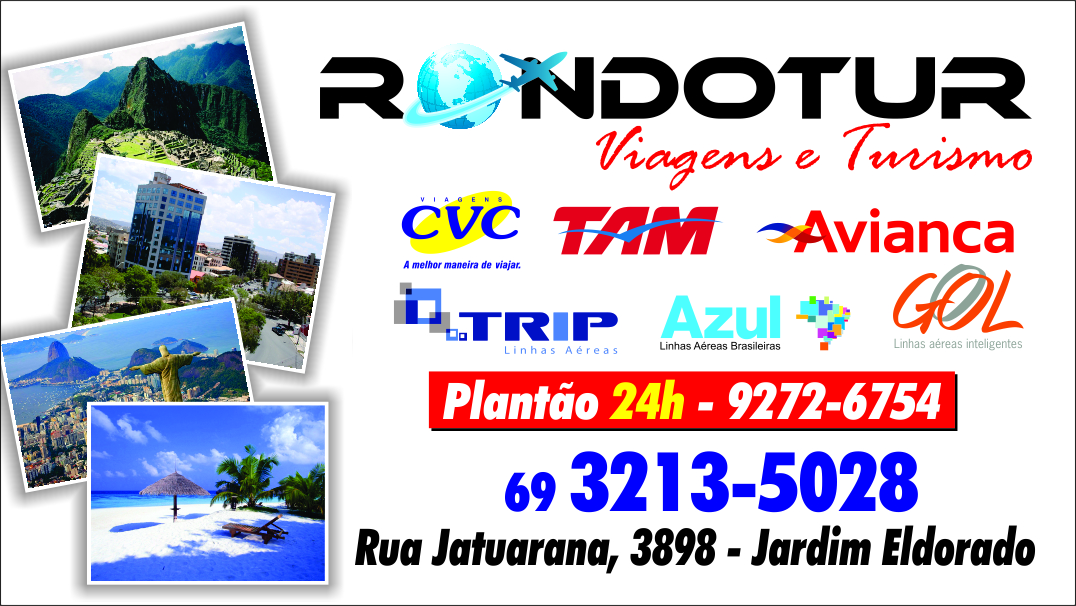 RONDOTUR
Viagens e Turismo
VIAGENS
CVC
A melhor maneira de viajar.
TAM
Avianca
TRIP
Linhas Aéreas
Azul
Linhas Aéreas Brasileiras
GOL
Linhas aéreas inteligentes
Plantão 24h - 9272-6754
69 3213-5028
Rua Jatuarana, 3898 - Jardim Eldorado